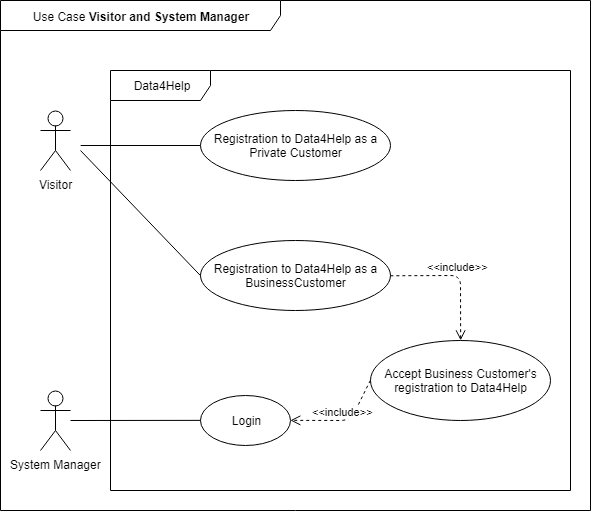 Use Case Visitor and System Manager
Data4Help
Registration to Data4Help as a
Private Customer
Visitor
Registration to Data4Help as a
BusinessCustomer
<<include>>
Accept Business Customer's
registration to Data4Help
<<include>>
Login
System Manager